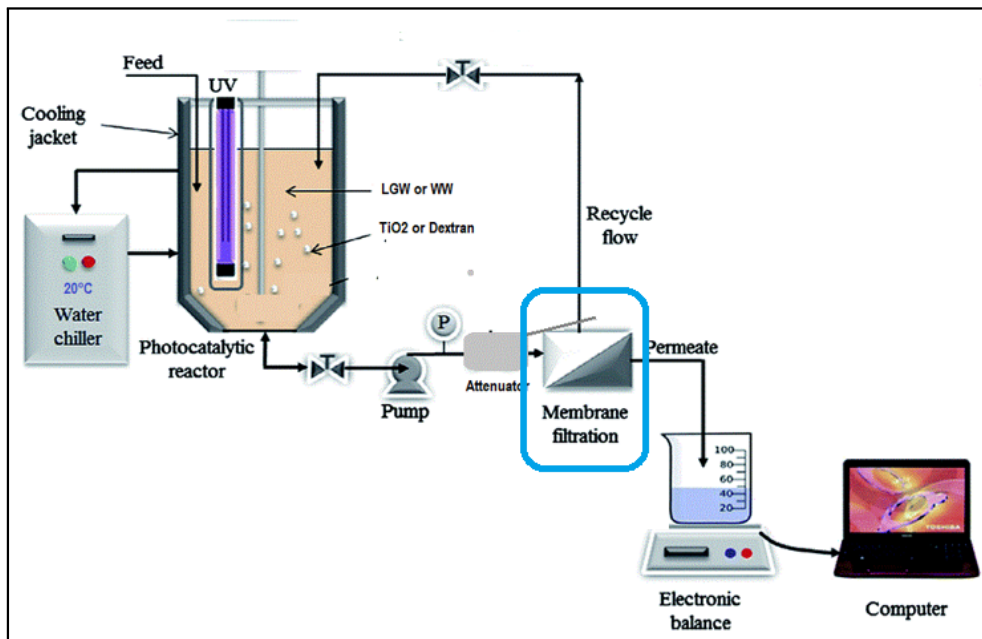 Feed
UV
Cooling
jacket
LGW or WW
TiO2 or Dextran
Recycle
flow
20°C
Water
chiller
Photocatalytic
reactor
P
Attenuator
Permeate
Pump
Membrane
filtration
100
80
60
40
20
TOSHIBA
Electronic
balance
Computer